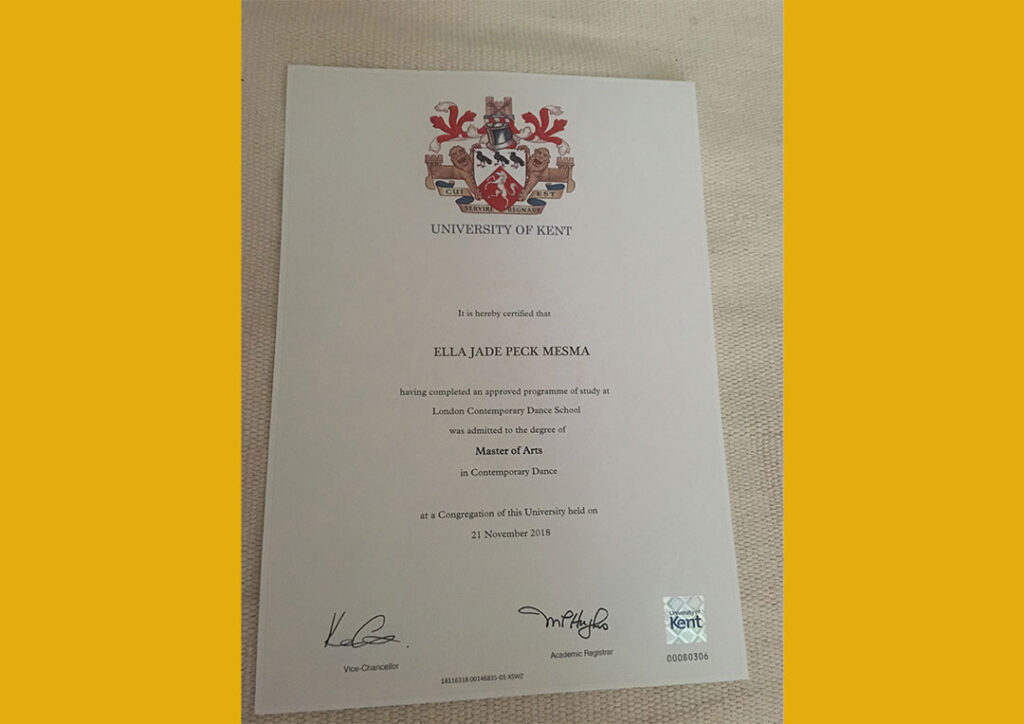 CUI EST
SERVIRE REGNARE
UNIVERSITY OF KENT
It is hereby certified that
ELLA JADE PECK MESMA
having completed an approved programme of study at
London Contemporary Dance School
was admitted to the degree of
Master of Arts
in Contemporary Dance
at a Congregation of this University held on
21 November 2018
Vice-Chancellor
Academic Registrar
University of
Kent
00080306